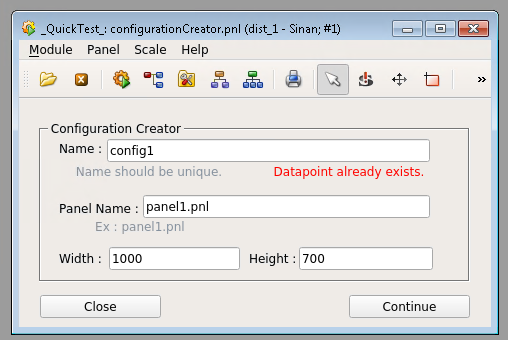 _QuickTest_: configurationCreator.pnl (dist_1 - Sinan; #1)
Module Panel Scale Help
»
Configuration Creator
Name : config1
Name should be unique. Datapoint already exists.
Panel Name : panel1.pnl
Ex : panel1.pnl
Width : 1000 Height : 700
Close Continue